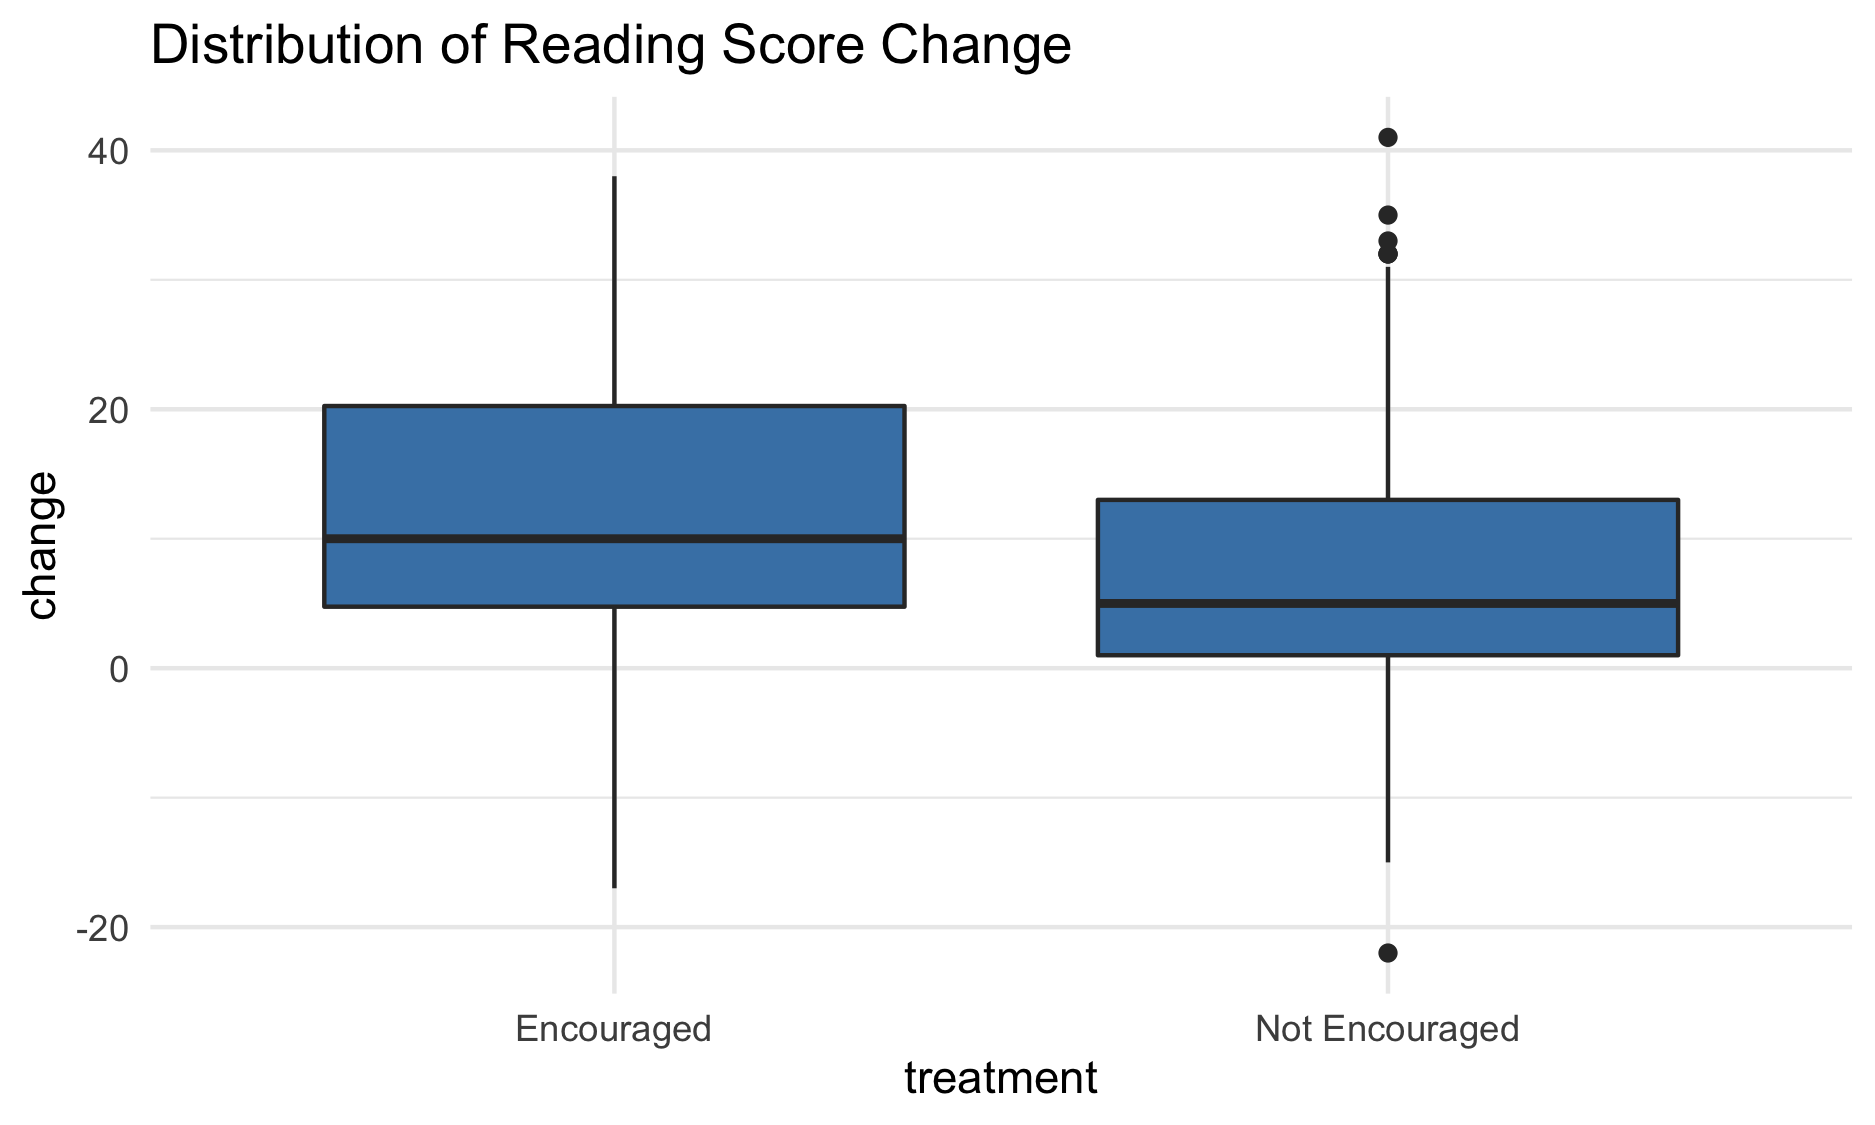 Distribution of Reading Score Change
40
20
0
-20
change
Encouraged
Not Encouraged
treatment